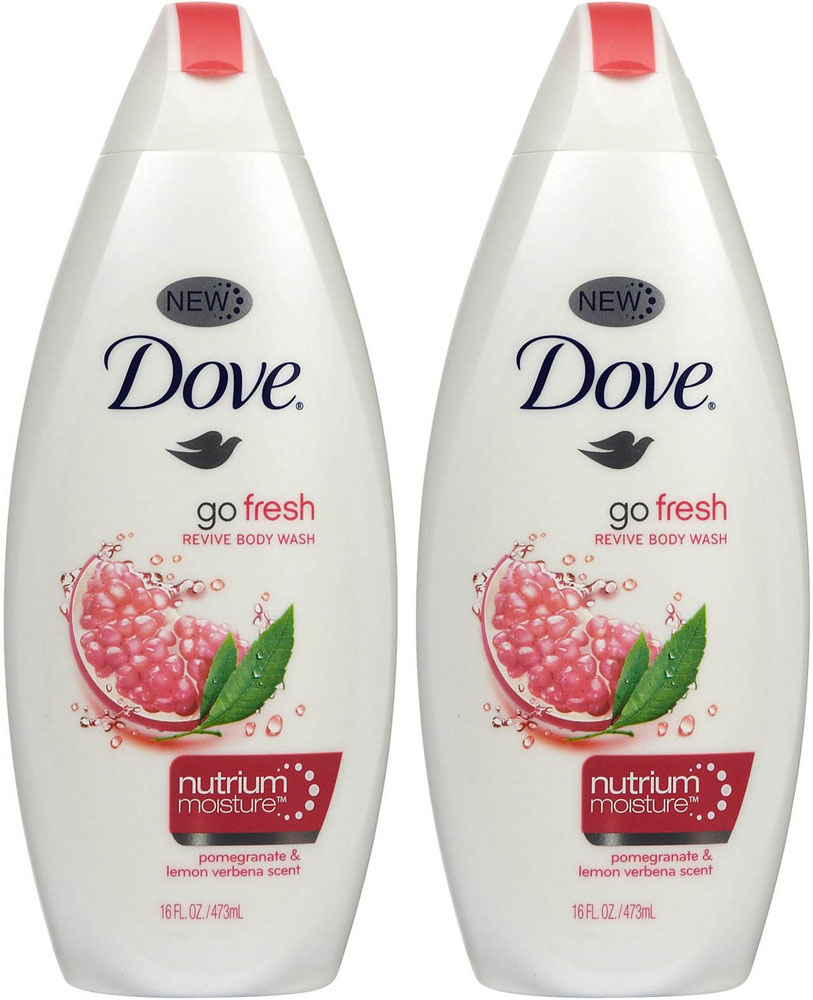 NEW
Dove®
go fresh
REVIVE BODY WASH
nutrium
moisture™
pomegranate &
lemon verbena scent
16 FL. OZ./473mL
NEW
Dove®
go fresh
REVIVE BODY WASH
nutrium
moisture™
pomegranate &
lemon verbena scent
16 FL. OZ./473mL